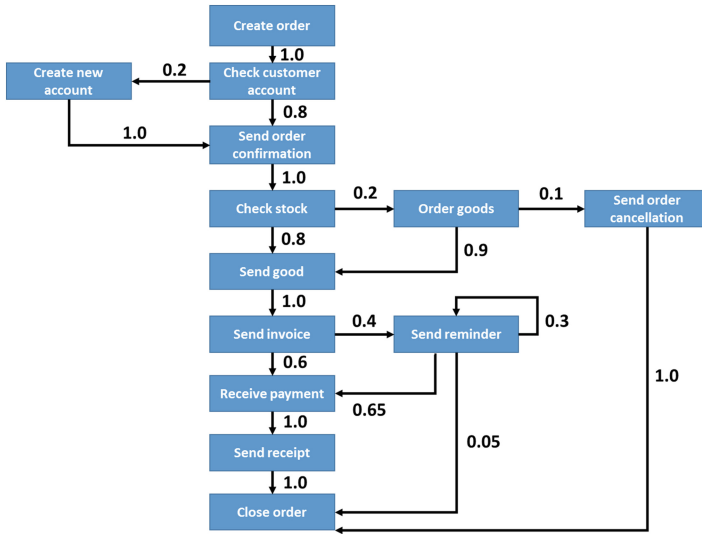 Create order
1.0
Create new
account
0.2
Check customer
account
0.8
1.0
Send order
confirmation
1.0
Check stock
0.2
Order goods
0.1
Send order
cancellation
0.8
0.9
Send good
1.0
Send invoice
0.4
Send reminder
0.3
0.6
1.0
Receive payment
0.65
1.0
0.05
Send receipt
1.0
Close order